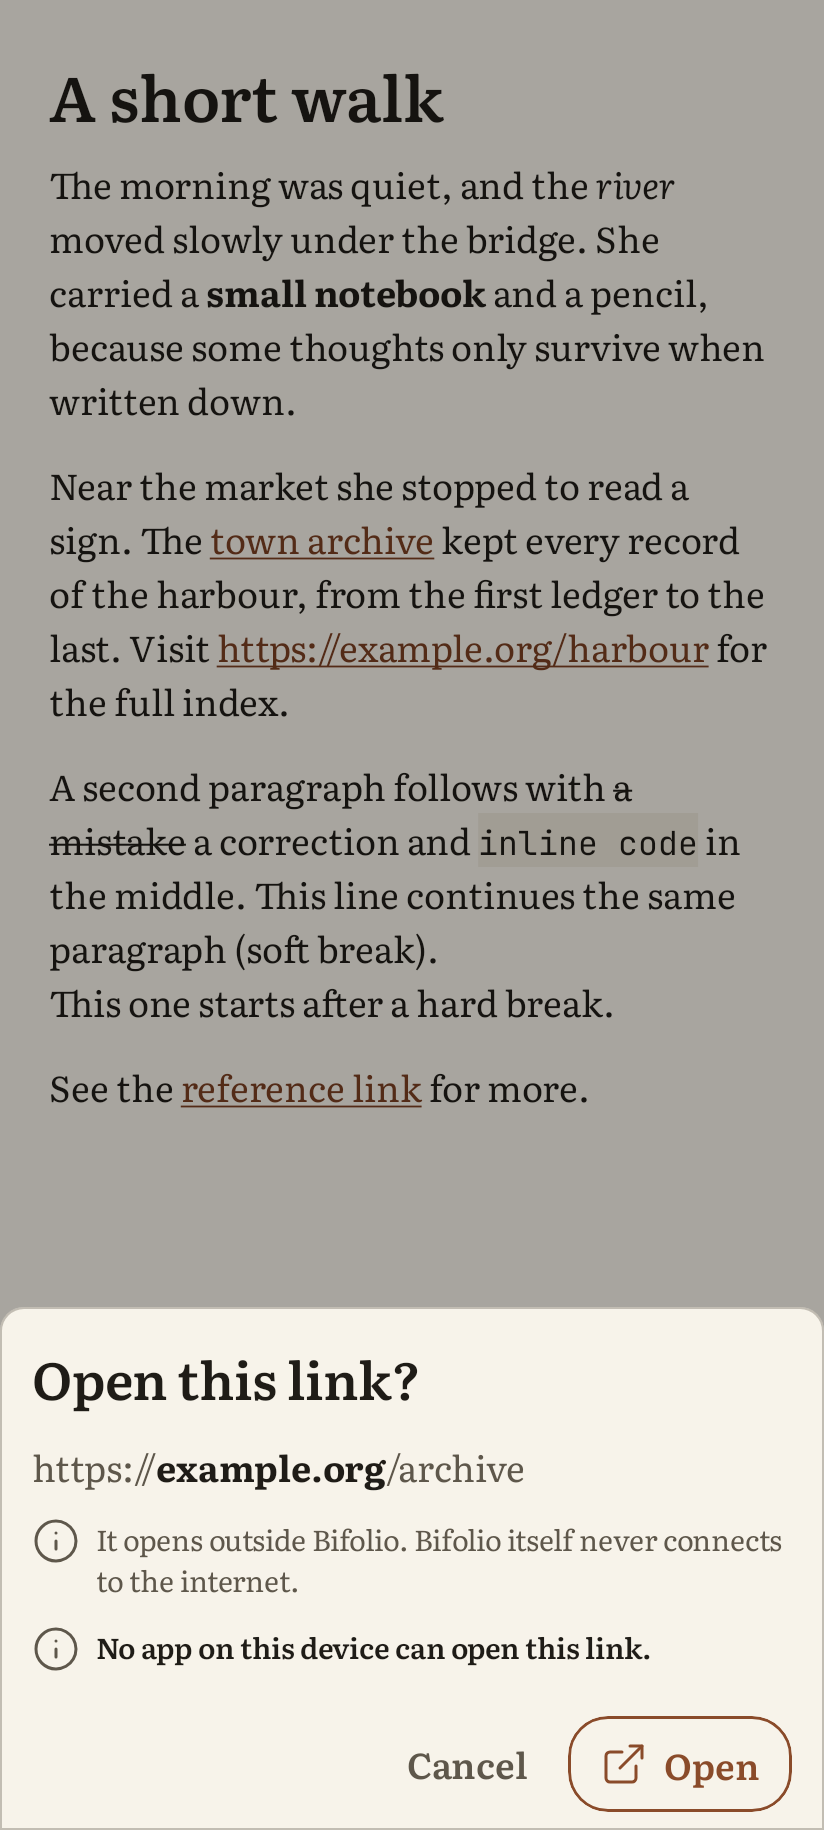 A short walk
The morning was quiet, and the river
moved slowly under the bridge. She
carried a small notebook and a pencil,
because some thoughts only survive when
written down.
Near the market she stopped to read a
sign. The town archive kept every record
of the harbour, from the first ledger to the
last. Visit https://example.org/harbour for
the full index.
A second paragraph follows with a
mistake a correction and inline code in
the middle. This line continues the same
paragraph (soft break).
This one starts after a hard break.
See the reference link for more.
Open this link?
https://example.org/archive
It opens outside Bifolio. Bifolio itself never connects
to the internet.
No app on this device can open this link.
Cancel Open